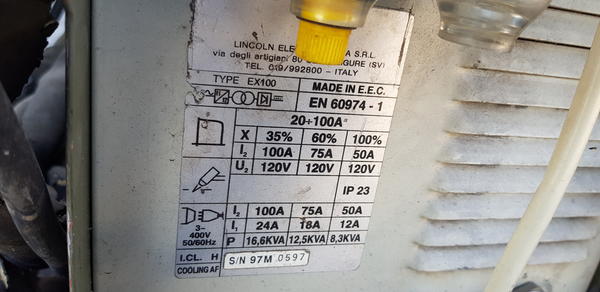 LINCOLN ELE A S.R.L.
via degli artigiani 80 GURE (SV)
TEL. 019/992800 - ITALY
TYPE EX100 MADE IN E.E.C.
EN 60974 - 1
20÷100A
X 35% 60% 100%
I2 100A 75A 50A
U2 120V 120V 120V
IP 23
I2 100A 75A 50A
3~ 400V 50/60Hz I1 24A 18A 12A
P 16,6KVA 12,5KVA 8,3KVA
I.CL. H S/N 97M 0597
COOLING AF